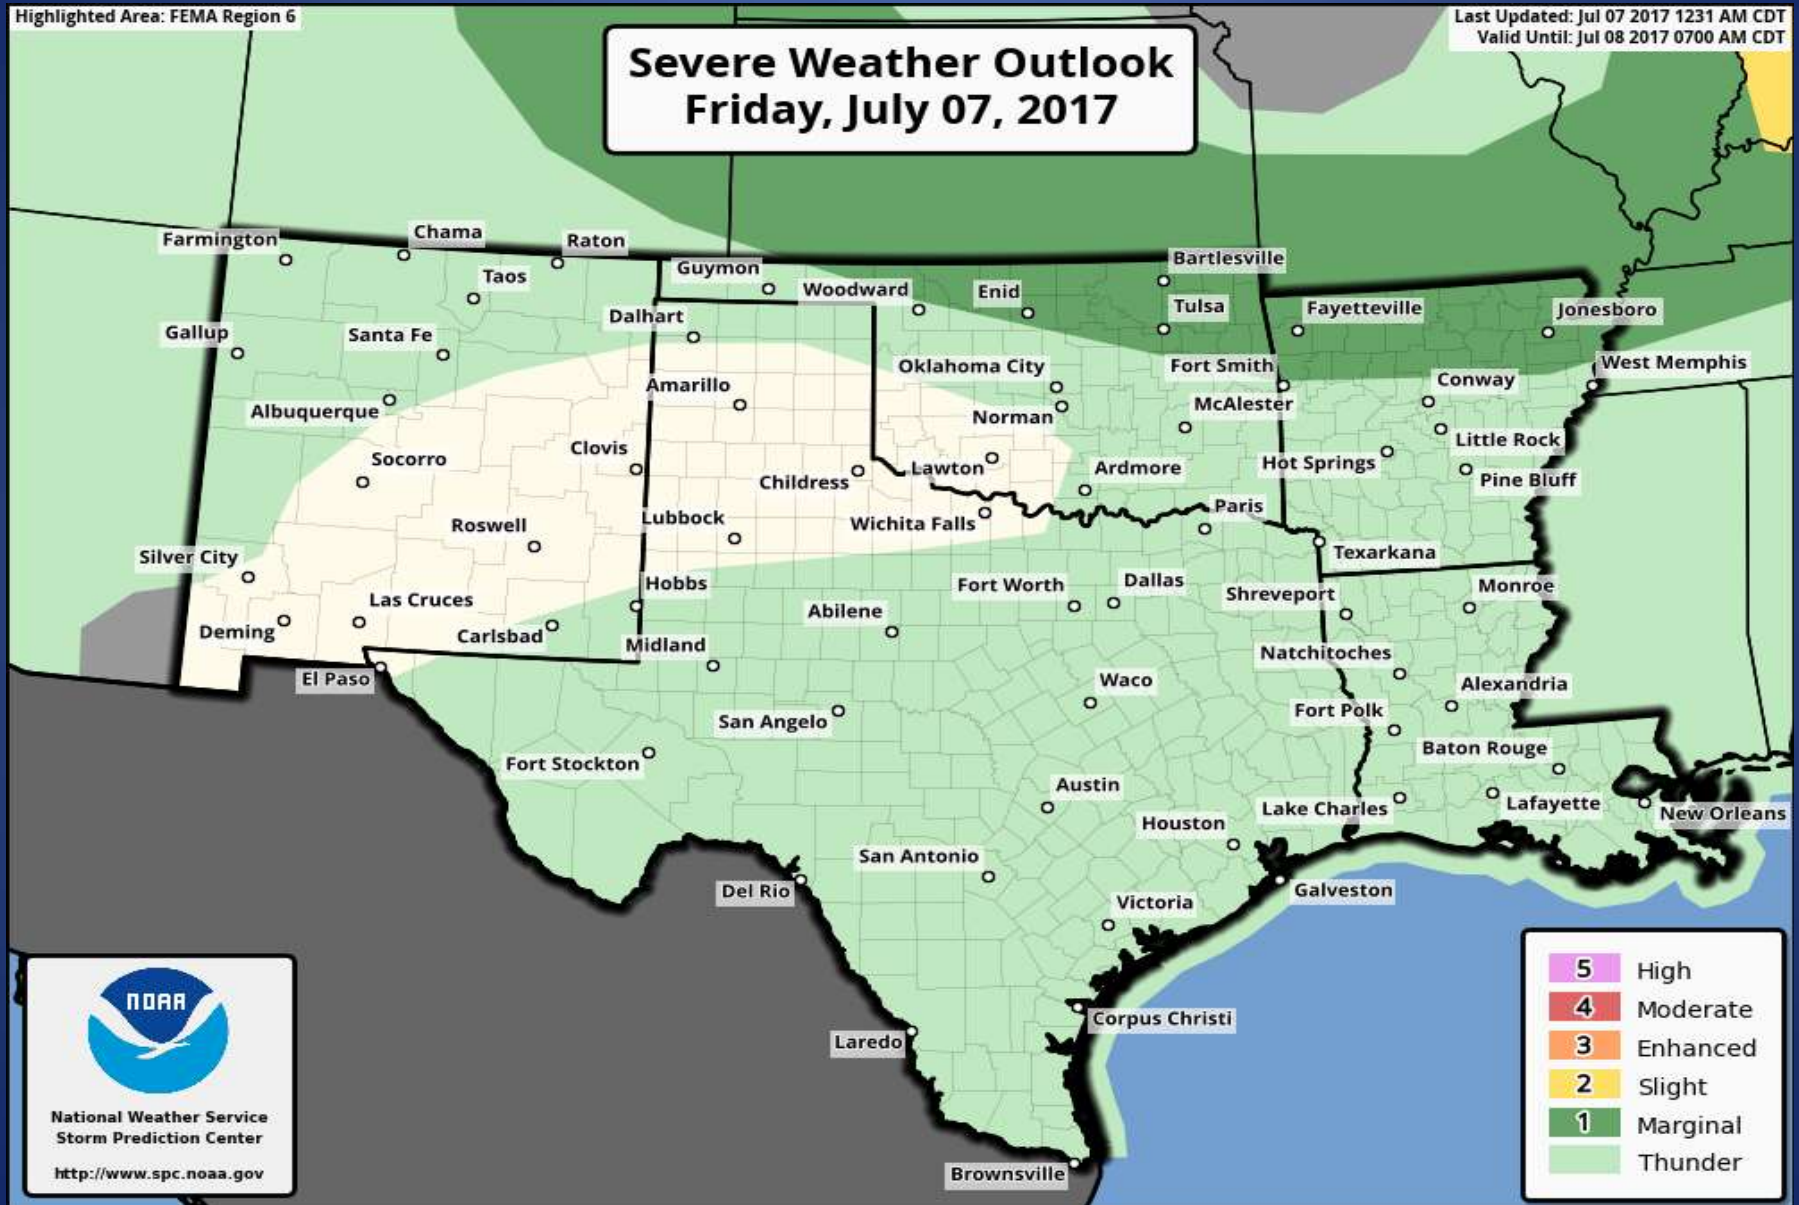 Highlighted Area: FEMA Region 6
Last Updated: Jul 07 2017 1231 AM CDT
Valid Until: Jul 08 2017 0700 AM CDT
Severe Weather Outlook
Friday, July 07, 2017
Farmington
Chama
Raton
Taos
Guymon
Woodward
Enid
Bartlesville
Tulsa
Fayetteville
Jonesboro
Gallup
Santa Fe
Dalhart
Oklahoma City
Fort Smith
Conway
West Memphis
Albuquerque
Amarillo
Norman
McAlester
Little Rock
Socorro
Clovis
Childress
Lawton
Ardmore
Hot Springs
Pine Bluff
Roswell
Lubbock
Wichita Falls
Paris
Texarkana
Silver City
Hobbs
Fort Worth
Dallas
Shreveport
Monroe
Las Cruces
Deming
Carlsbad
Abilene
Midland
Natchitoches
El Paso
Waco
Alexandria
San Angelo
Fort Polk
Fort Stockton
Baton Rouge
Austin
Lake Charles
Lafayette
New Orleans
Houston
San Antonio
Del Rio
Galveston
Victoria
Corpus Christi
Laredo
Brownsville
NOAA
National Weather Service
Storm Prediction Center
http://www.spc.noaa.gov
5 High
4 Moderate
3 Enhanced
2 Slight
1 Marginal
Thunder